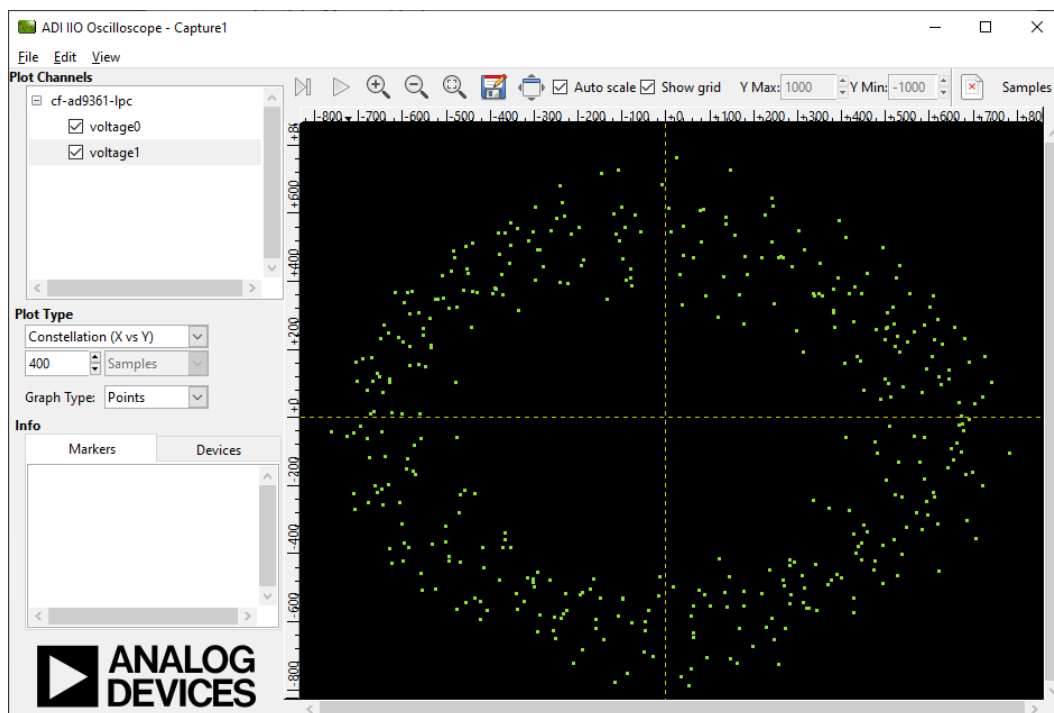 ADI IIO Oscilloscope - Capture1
File Edit View
Plot Channels
cf-ad9361-lpc
voltage0
voltage1
Plot Type
Constellation (X vs Y)
400 Samples
Graph Type: Points
Info
Markers Devices
ANALOG
DEVICES
Auto scale Show grid Y Max: 1000 Y Min: -1000 Samples
-800 -700 -600 -500 -400 -300 -200 -100 +0 +100 +200 +300 +400 +500 +600 +700 +800
+600
+400
+200
+0
-200
-400
-600
-800